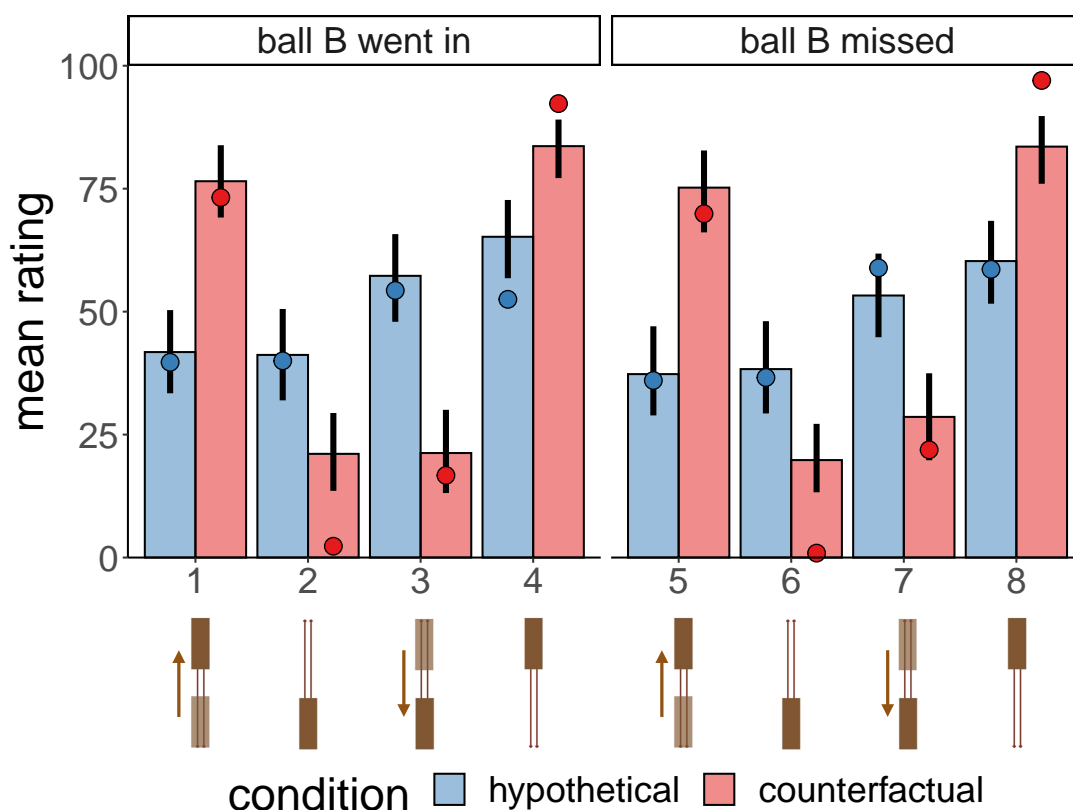 ball B went in
ball B missed
mean rating
100
75
50
25
0
1 2 3 4 5 6 7 8
condition hypothetical counterfactual